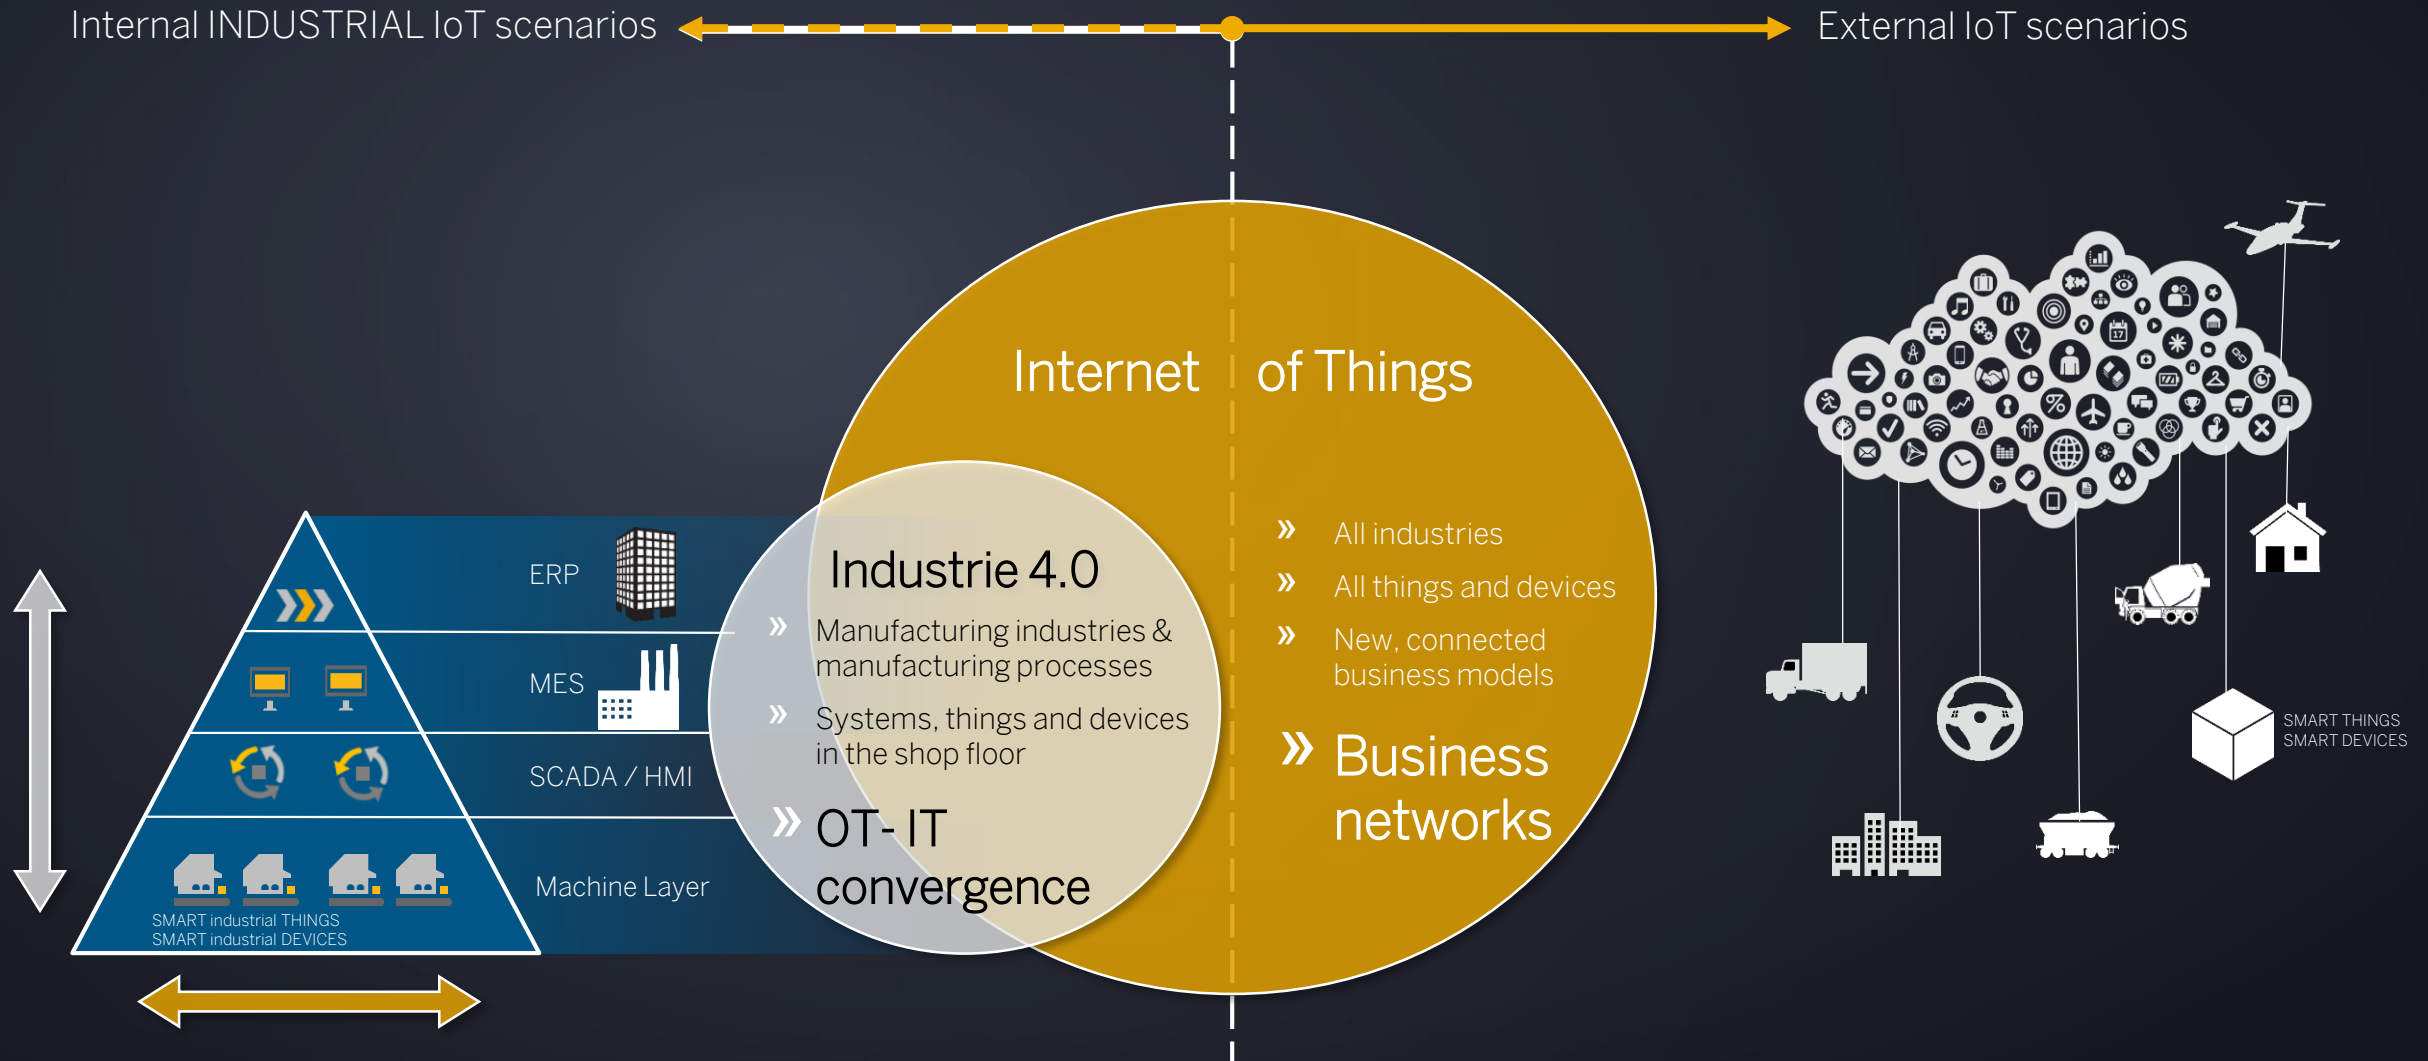 Internal INDUSTRIAL IoT scenarios
External IoT scenarios
Internet of Things
ERP
MES
SCADA / HMI
Machine Layer
SMART industrial THINGS
SMART industrial DEVICES
Industrie 4.0
» Manufacturing industries &
manufacturing processes
» Systems, things and devices
in the shop floor
» OT- IT
convergence
» All industries
» All things and devices
» New, connected
business models
» Business
networks
17
SMART THINGS
SMART DEVICES